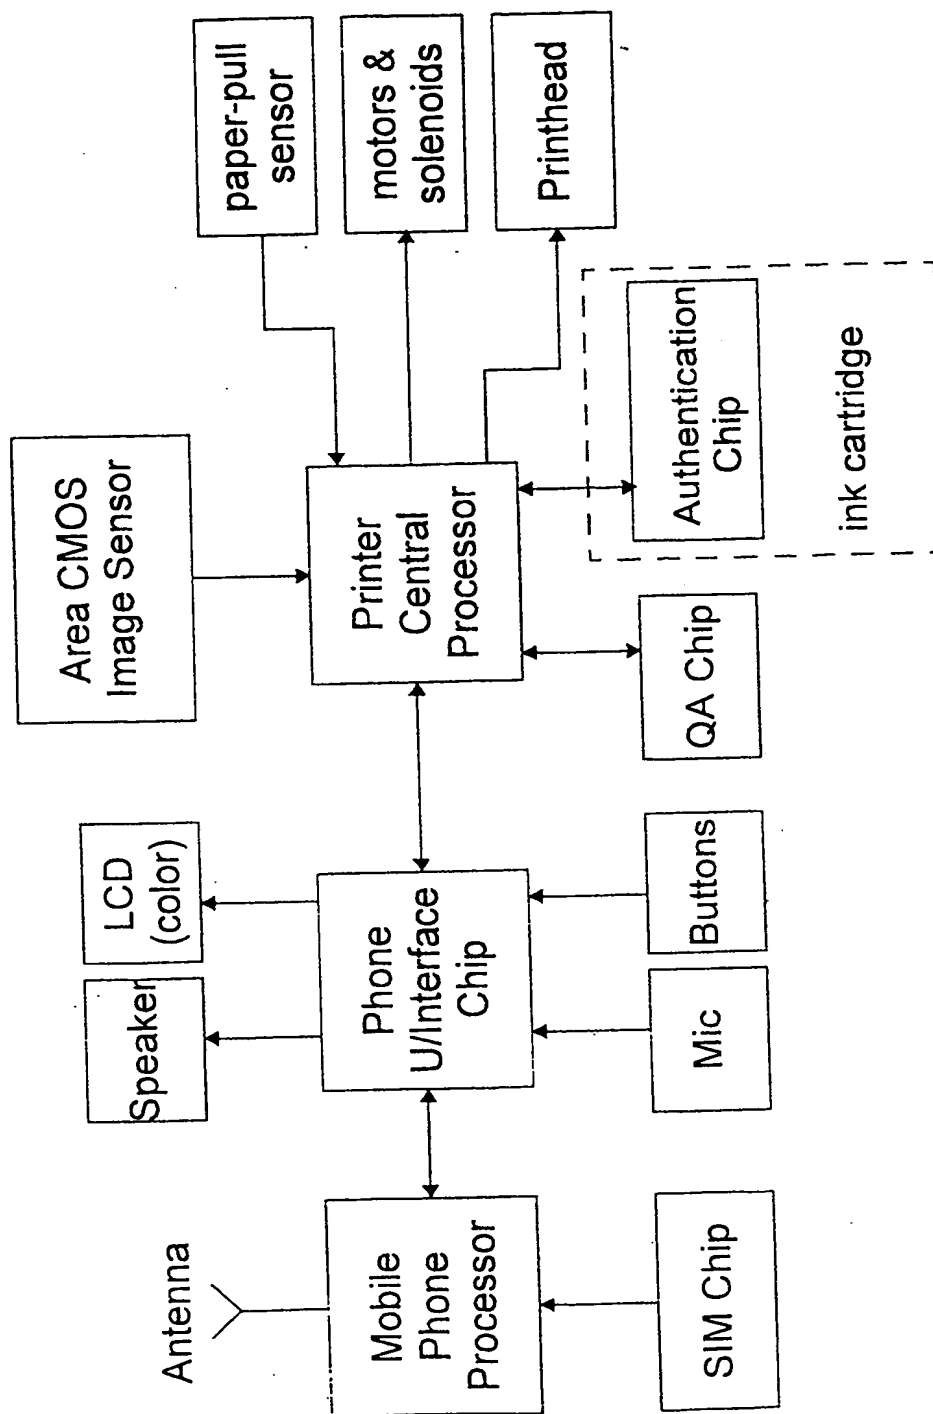 Antenna
Mobile
Phone
Processor
SIM Chip
Speaker
LCD
(color)
Phone
U/Interface
Chip
Mic
Buttons
Area CMOS
Image Sensor
Printer
Central
Processor
QA Chip
Authentication
Chip
ink cartridge
paper-pull
sensor
motors &
solenoids
Printhead